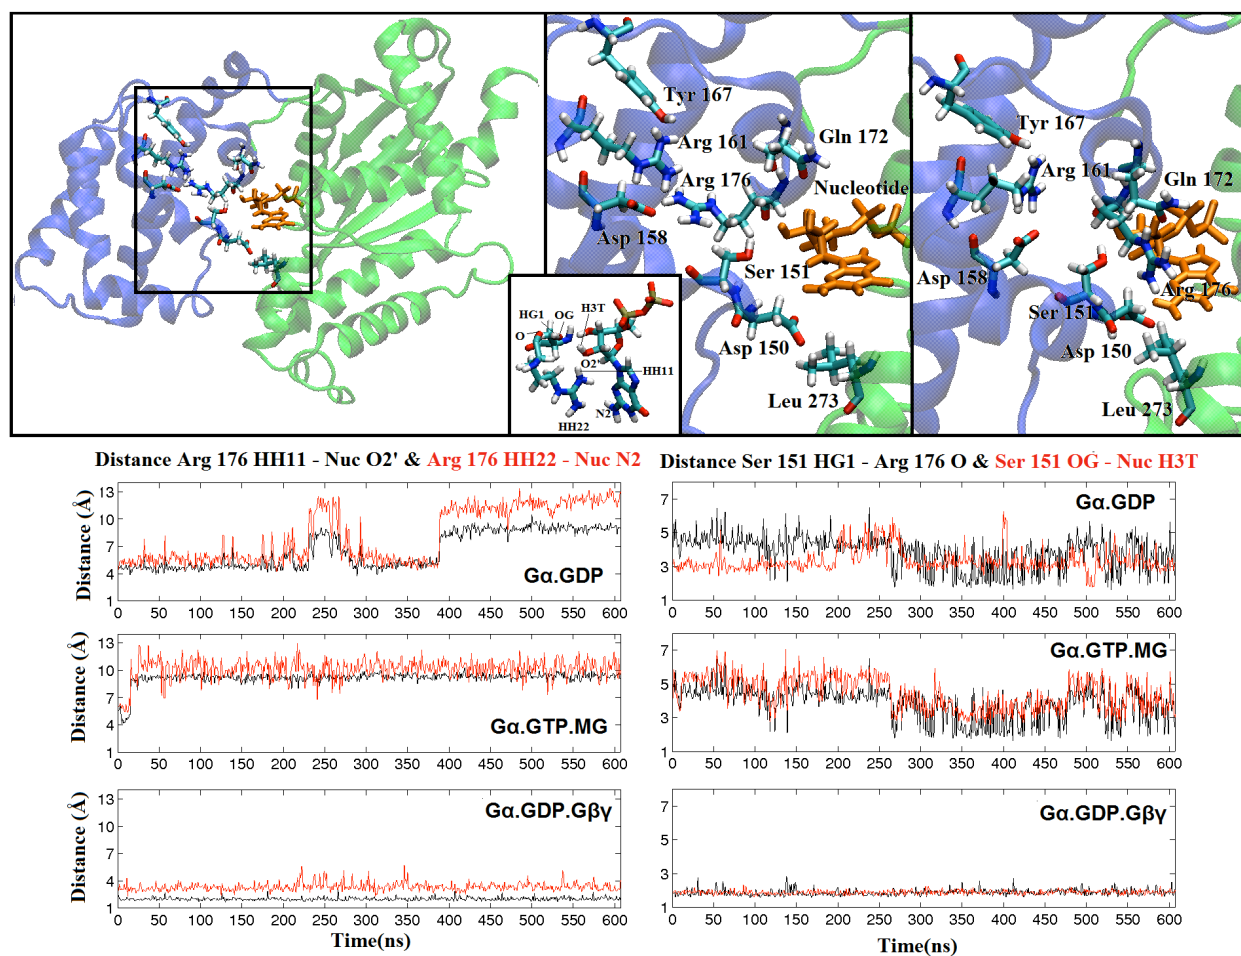 Tyr 167
Arg 161
Gln 172
Arg 176
Nucleotide
Asp 158
Ser 151
Asp 150
Leu 273
HG1
OG
H3T
O
O2'
HH11
N2
HH22
Tyr 167
Arg 161
Gln 172
Asp 158
Arg 176
Ser 151
Asp 150
Leu 273
Distance Arg 176 HH11 - Nuc O2' & Arg 176 HH22 - Nuc N2
Distance (Å)
13
10
7
4
1
Gα.GDP
0 50 100 150 200 250 300 350 400 450 500 550 600
Distance (Å)
13
10
7
4
1
Gα.GTP.MG
0 50 100 150 200 250 300 350 400 450 500 550 600
Distance (Å)
13
10
7
4
1
Gα.GDP.Gβγ
0 50 100 150 200 250 300 350 400 450 500 550 600
Time(ns)
Distance Ser 151 HG1 - Arg 176 O & Ser 151 OG - Nuc H3T
7
5
3
1
Gα.GDP
0 50 100 150 200 250 300 350 400 450 500 550 600
7
5
3
1
Gα.GTP.MG
0 50 100 150 200 250 300 350 400 450 500 550 600
7
5
3
1
Gα.GDP.Gβγ
0 50 100 150 200 250 300 350 400 450 500 550 600
Time(ns)